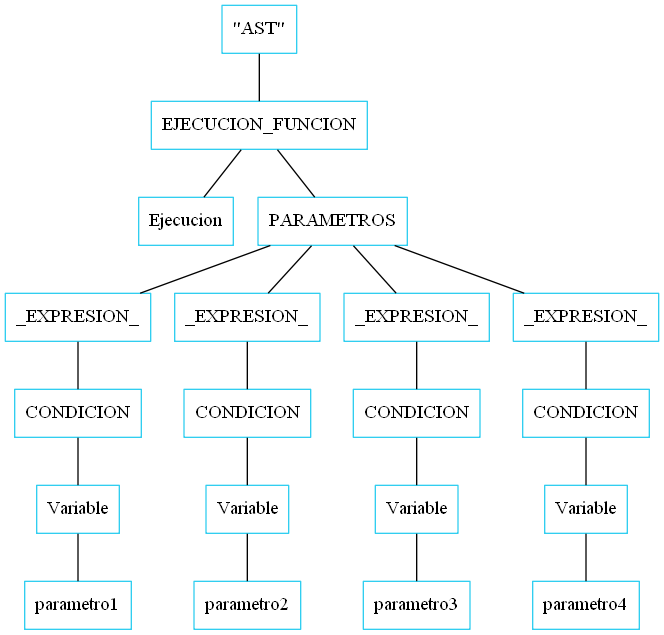 "AST"
EJECUCION_FUNCION
Ejecucion
PARAMETROS
_EXPRESION_
_EXPRESION_
_EXPRESION_
_EXPRESION_
CONDICION
CONDICION
CONDICION
CONDICION
Variable
Variable
Variable
Variable
parametro1
parametro2
parametro3
parametro4